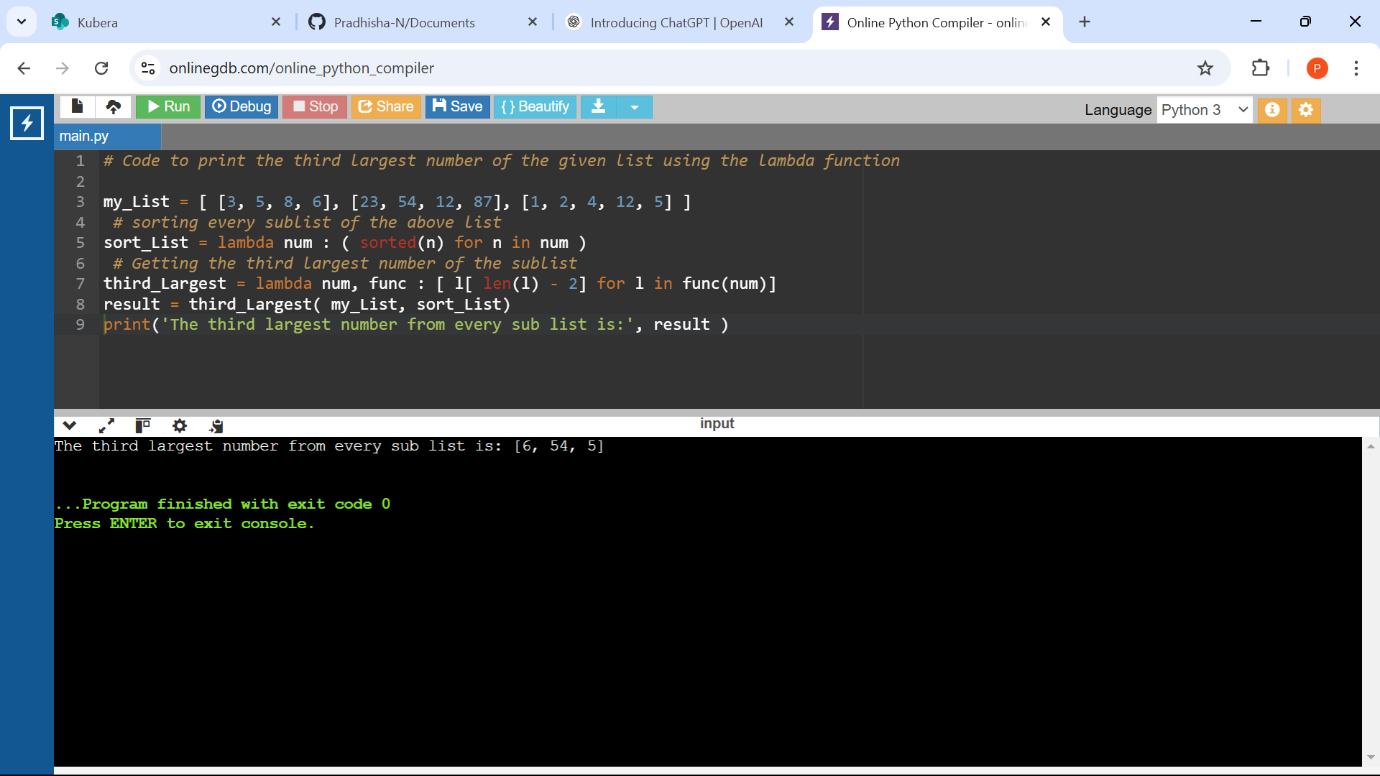 Kubera
Pradhisha-N/Documents
Introducing ChatGPT | OpenAI
Online Python Compiler - onlin
onlinegdb.com/online_python_compiler
P
Run
Debug
Stop
Share
Save
{ } Beautify
Language Python 3
main.py
1 # Code to print the third largest number of the given list using the lambda function
2
3 my_List = [ [3, 5, 8, 6], [23, 54, 12, 87], [1, 2, 4, 12, 5] ]
4 # sorting every sublist of the above list
5 sort_List = lambda num : ( sorted(n) for n in num )
6 # Getting the third largest number of the sublist
7 third_Largest = lambda num, func : [ l[ len(l) - 2] for l in func(num)]
8 result = third_Largest( my_List, sort_List)
9 print('The third largest number from every sub list is:', result )
input
The third largest number from every sub list is: [6, 54, 5]
...Program finished with exit code 0
Press ENTER to exit console.